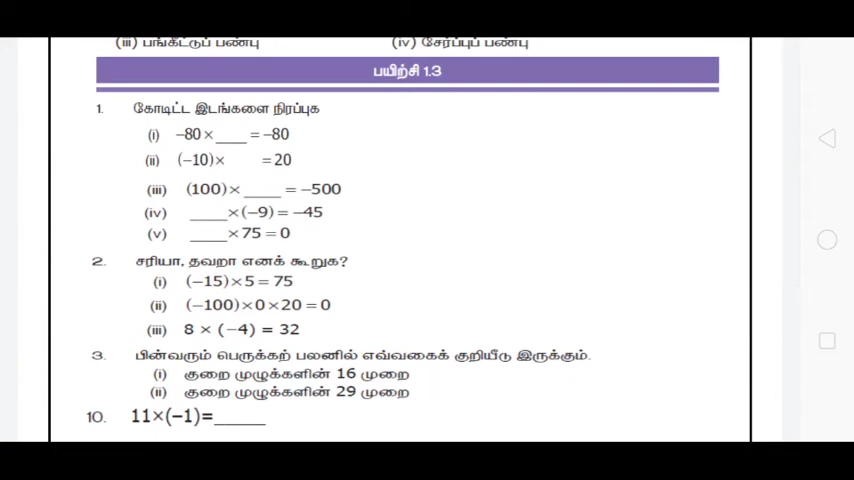 (iii) பங்கீட்டுப் பண்பு (iv) சேர்ப்புப் பண்பு
பயிற்சி 1.3
1. கோடிட்ட இடங்களை நிரப்புக
(i) −80 × ____ = −80
(ii) (−10) × = 20
(iii) (100) × ____ = −500
(iv) ____ × (−9) = −45
(v) ____ × 75 = 0
2. சரியா, தவறா எனக் கூறுக?
(i) (−15) × 5 = 75
(ii) (−100) × 0 × 20 = 0
(iii) 8 × (−4) = 32
3. பின்வரும் பெருக்கற் பலனில் எவ்வகைக் குறியீடு இருக்கும்.
(i) குறை முழுக்களின் 16 முறை
(ii) குறை முழுக்களின் 29 முறை
10. 11×(−1)=_____